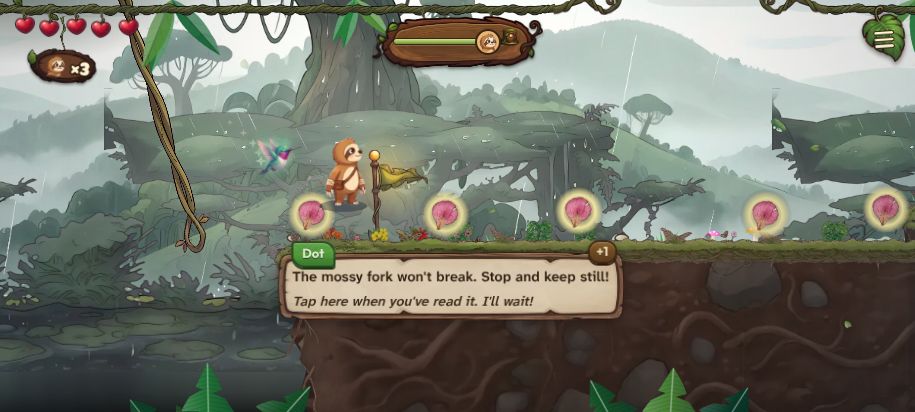 ×3
Dot
+1
The mossy fork won't break. Stop and keep still!
Tap here when you've read it. I'll wait!